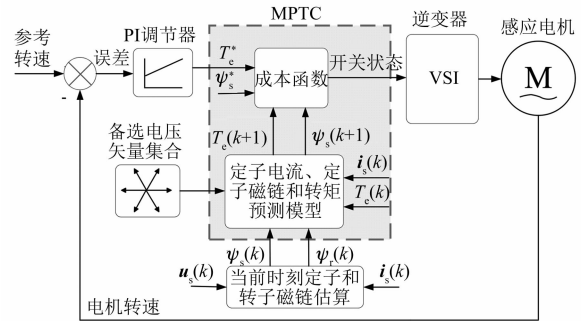 MPTC
参考
转速
误差
-
PI调节器
T_e^*
ψ_s^*
成本函数
开关状态
逆变器
VSI
感应电机
M
T_e(k+1)
ψ_s(k+1)
备选电压
矢量集合
定子电流、定
子磁链和转矩
预测模型
i_s(k)
T_e(k)
ψ_s(k)
ψ_r(k)
u_s(k)
当前时刻定子和
转子磁链估算
i_s(k)
电机转速